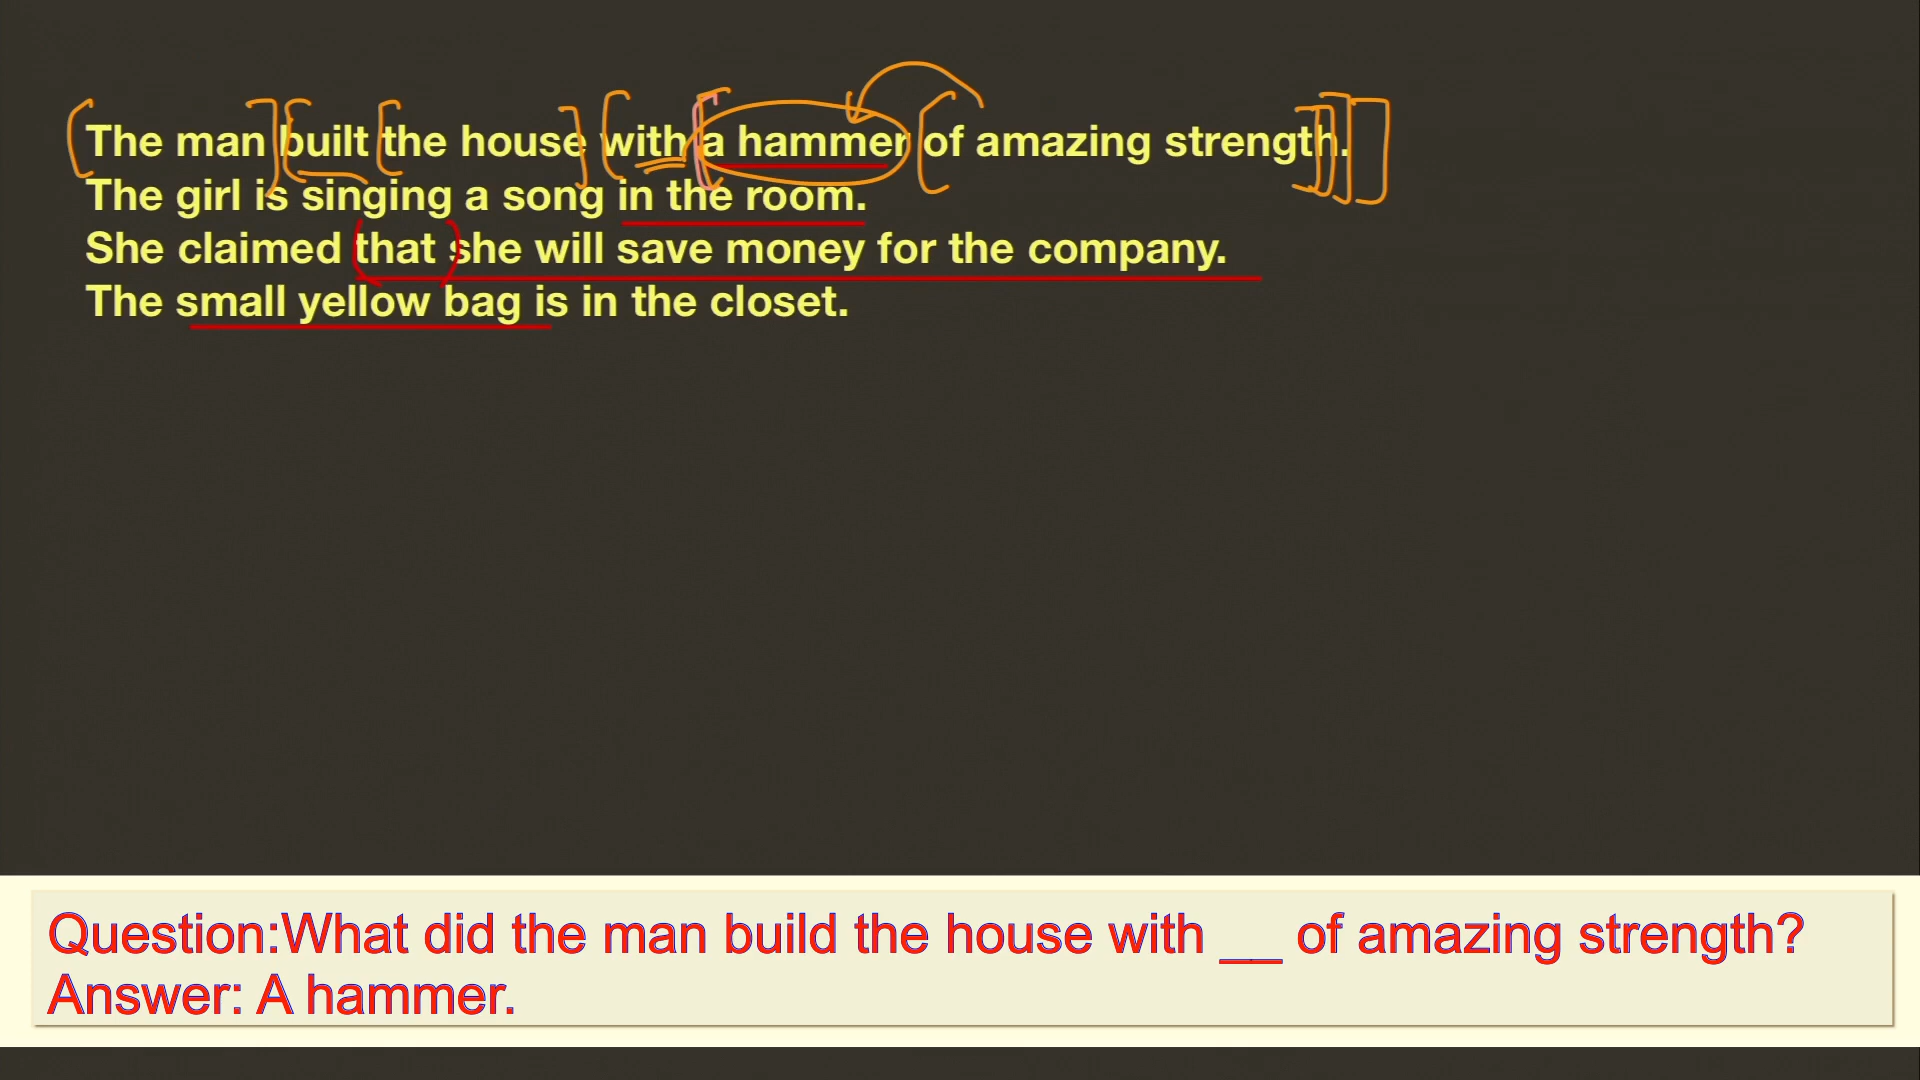 The man built the house with a hammer of amazing strength.
The girl is singing a song in the room.
She claimed that she will save money for the company.
The small yellow bag is in the closet.
Question:What did the man build the house with __ of amazing strength?
Answer: A hammer.